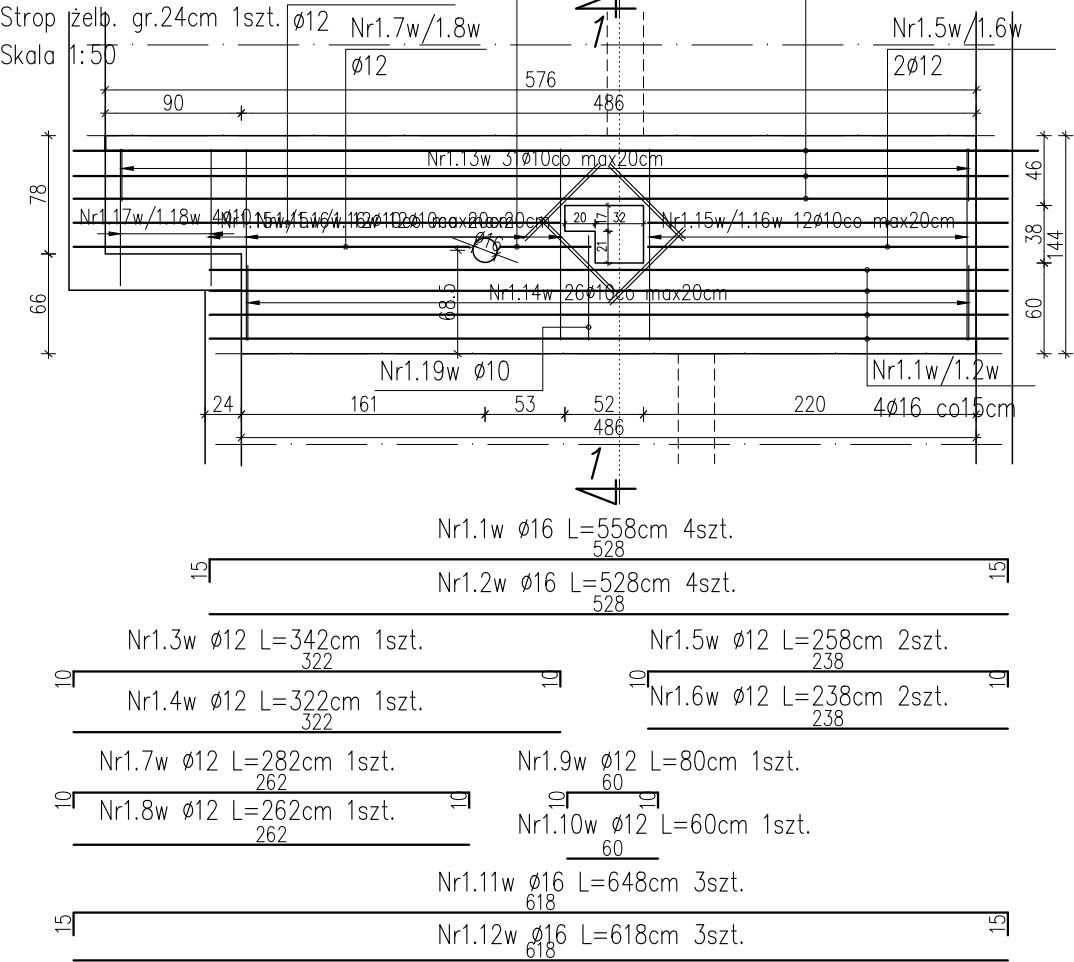 Strop żelb. gr.24cm 1szt.
Skala 1:50
ø12
Nr1.7w/1.8w
ø12
1
Nr1.5w/1.6w
2ø12
576
90
486
Nr1.13w 31ø10co max20cm
78
46
Nr1.17w/1.18w 4ø10
20
7
32
Nr1.15w/1.16w 12ø10co max20cm
ø16
21
38
144
66
68.5
Nr1.14w 26ø10co max20cm
60
Nr1.19w ø10
Nr1.1w/1.2w
4ø16 co15cm
24
161
53
52
220
486
1
Nr1.1w ø16 L=558cm 4szt.
528
15
15
Nr1.2w ø16 L=528cm 4szt.
528
Nr1.3w ø12 L=342cm 1szt.
322
10
10
Nr1.5w ø12 L=258cm 2szt.
238
10
10
Nr1.4w ø12 L=322cm 1szt.
322
Nr1.6w ø12 L=238cm 2szt.
238
Nr1.7w ø12 L=282cm 1szt.
262
10
10
Nr1.9w ø12 L=80cm 1szt.
60
10
10
Nr1.8w ø12 L=262cm 1szt.
262
Nr1.10w ø12 L=60cm 1szt.
60
Nr1.11w ø16 L=648cm 3szt.
618
15
15
Nr1.12w ø16 L=618cm 3szt.
618